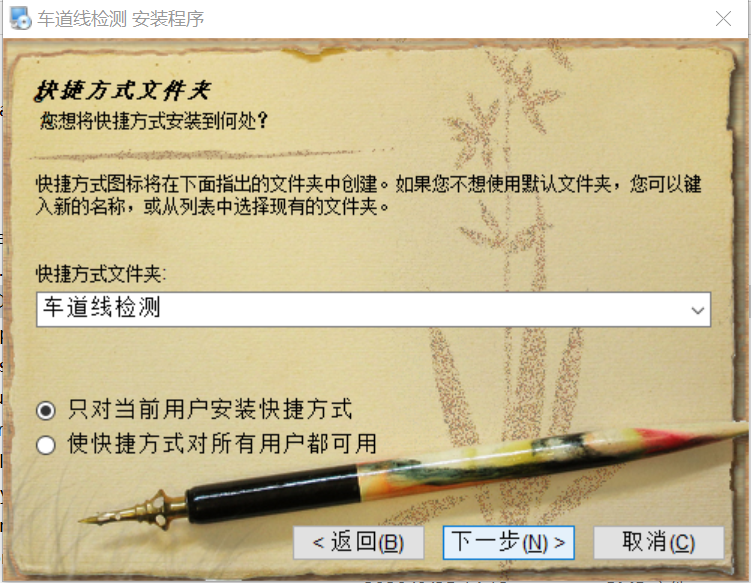 车道线检测 安装程序
快捷方式文件夹
您想将快捷方式安装到何处?
快捷方式图标将在下面指出的文件夹中创建。如果您不想使用默认文件夹，您可以键
入新的名称，或从列表中选择现有的文件夹。
快捷方式文件夹:
车道线检测
只对当前用户安装快捷方式
使快捷方式对所有用户都可用
< 返回(B)
下一步(N) >
取消(C)